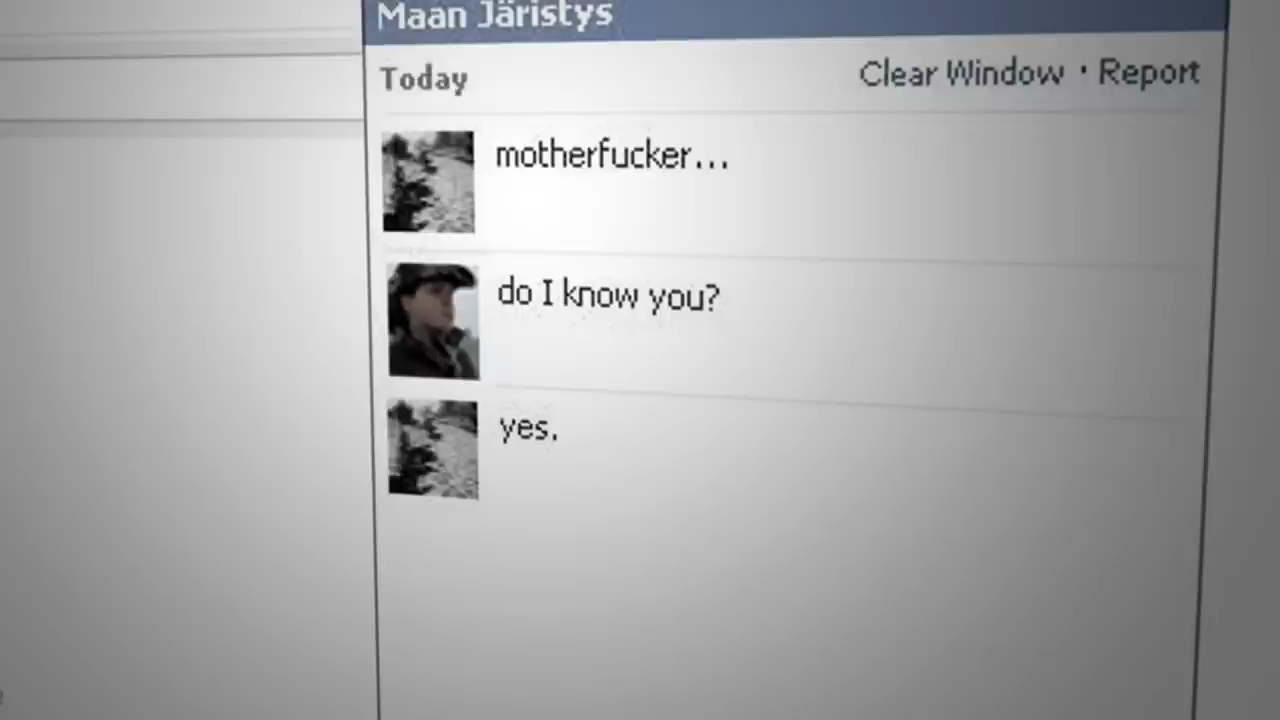 Maan Järistys
Today
Clear Window · Report
motherfucker...
do I know you?
yes.